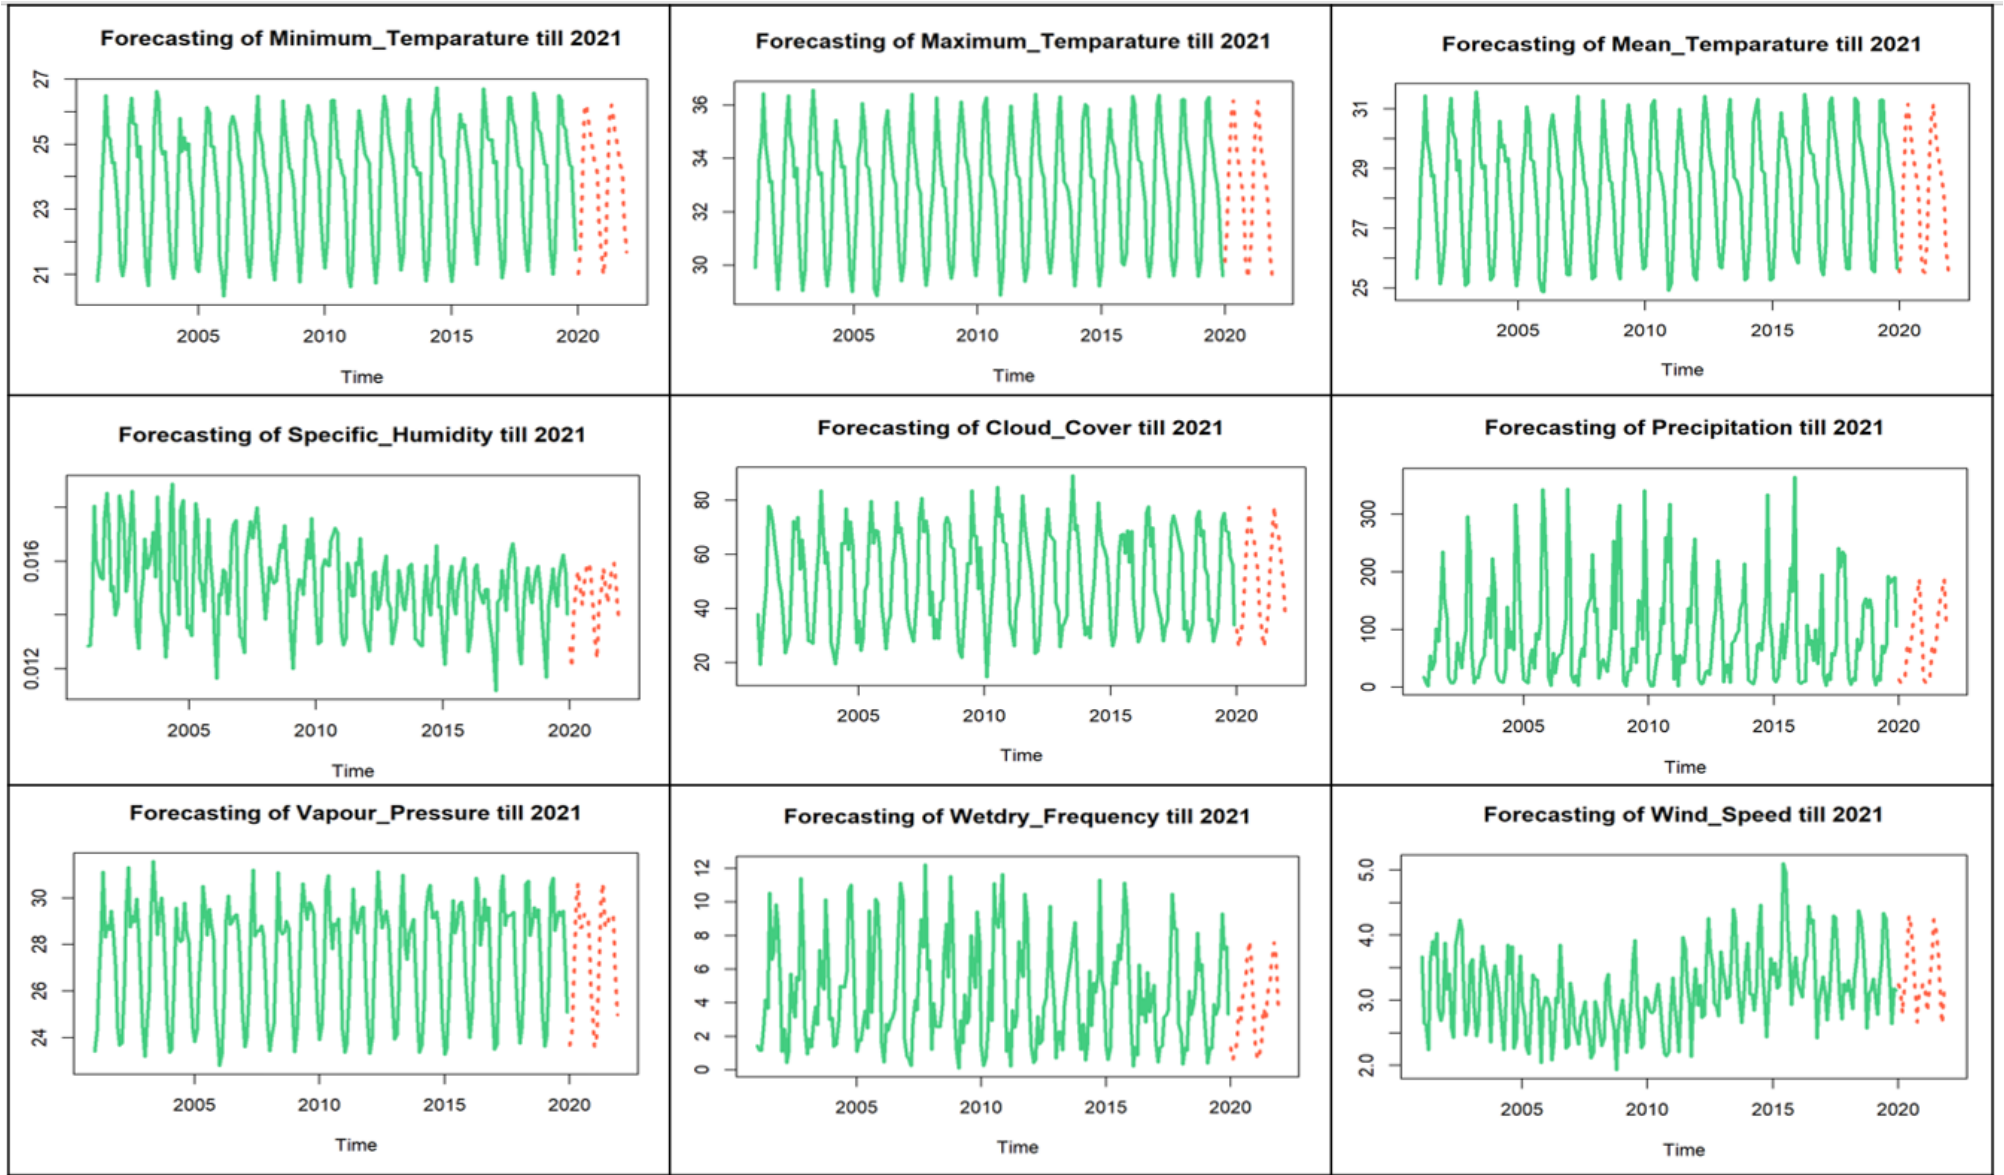 Forecasting of Minimum_Temparature till 2021
27
25
23
21
2005 2010 2015 2020
Time
Forecasting of Maximum_Temparature till 2021
36
34
32
30
2005 2010 2015 2020
Time
Forecasting of Mean_Temparature till 2021
31
29
27
25
2005 2010 2015 2020
Time
Forecasting of Specific_Humidity till 2021
0.016
0.012
2005 2010 2015 2020
Time
Forecasting of Cloud_Cover till 2021
80
60
40
20
2005 2010 2015 2020
Time
Forecasting of Precipitation till 2021
300
200
100
0
2005 2010 2015 2020
Time
Forecasting of Vapour_Pressure till 2021
30
28
26
24
2005 2010 2015 2020
Time
Forecasting of Wetdry_Frequency till 2021
12
10
8
6
4
2
0
2005 2010 2015 2020
Time
Forecasting of Wind_Speed till 2021
5.0
4.0
3.0
2.0
2005 2010 2015 2020
Time